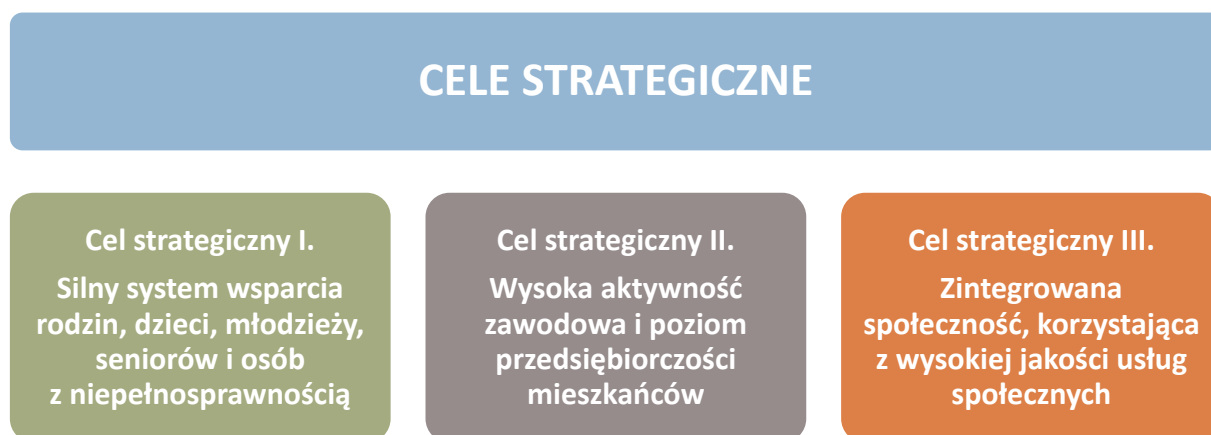 CELE STRATEGICZNE
Cel strategiczny I.
Silny system wsparcia
rodzin, dzieci, młodzieży,
seniorów i osób
z niepełnosprawnością
Cel strategiczny II.
Wysoka aktywność
zawodowa i poziom
przedsiębiorczości
mieszkańców
Cel strategiczny III.
Zintegrowana
społeczność, korzystająca
z wysokiej jakości usług
społecznych